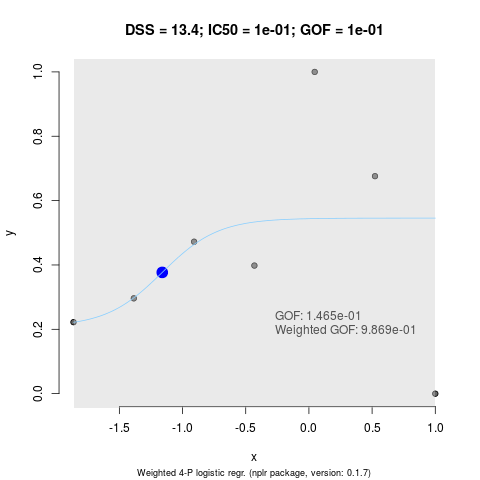 DSS = 13.4; IC50 = 1e-01; GOF = 1e-01
1.0
0.8
0.6
0.4
0.2
0.0
y
GOF: 1.465e-01
Weighted GOF: 9.869e-01
-1.5 -1.0 -0.5 0.0 0.5 1.0
x
Weighted 4-P logistic regr. (nplr package, version: 0.1.7)